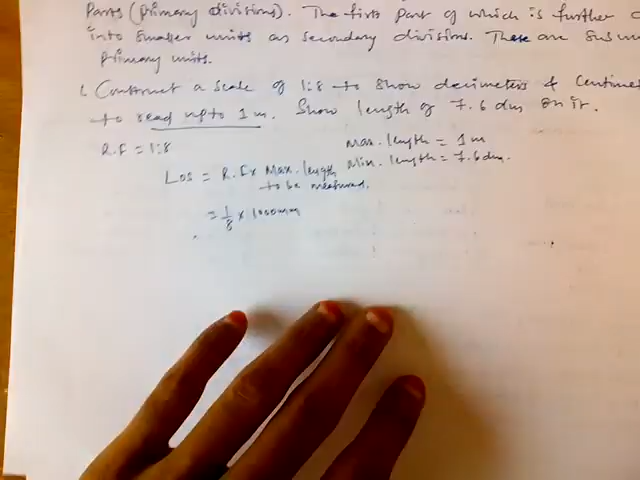 Parts (primary divisions). The first part of which is further
into smaller units as secondary divisions. These are
primary units.
Construct a scale of 1:8 to show decimeters &
to read upto 1 m. Show length of 7.6 dm on it.
R.F = 1:8
max. length = 1 m
Min. length = 7.6 dm.
LOS = R.F x Max. length
to be measured.
= 1/8 x 1000mm